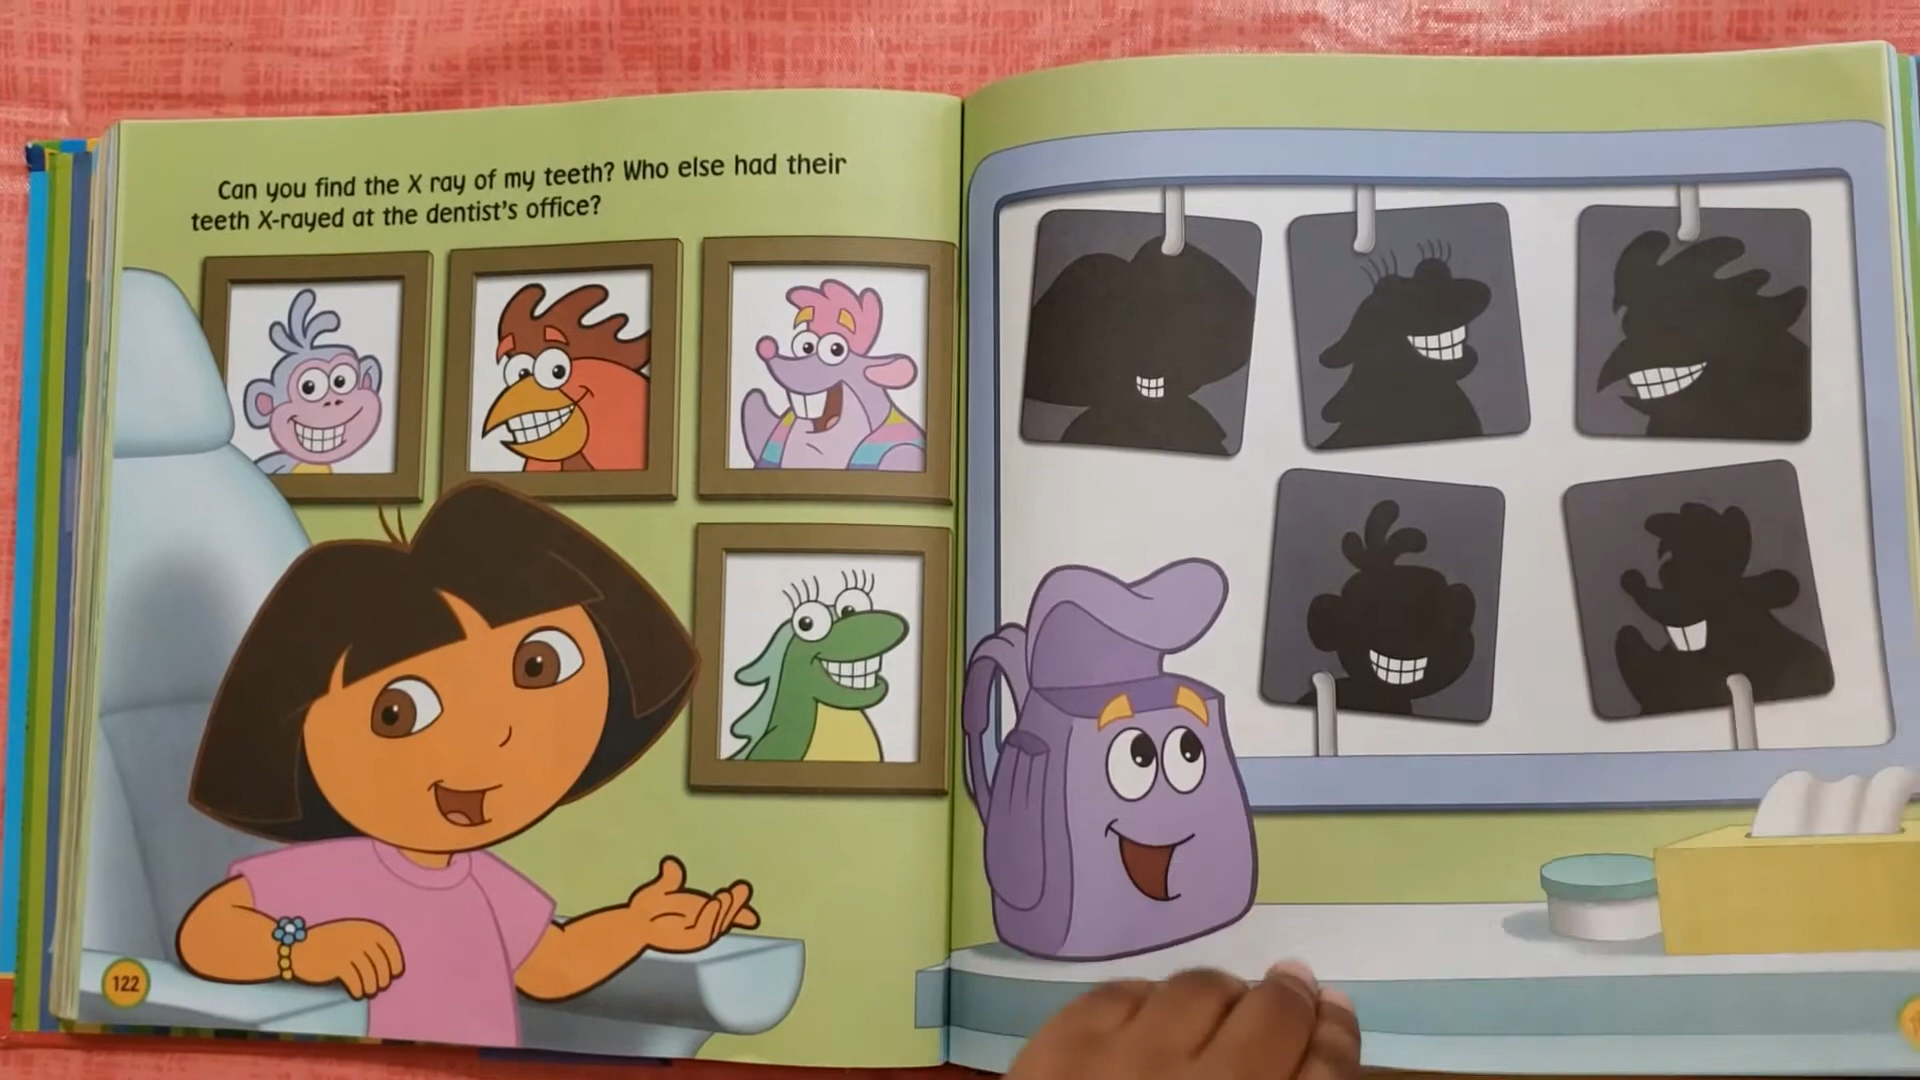 Can you find the X ray of my teeth? Who else had their
teeth X-rayed at the dentist's office?
122